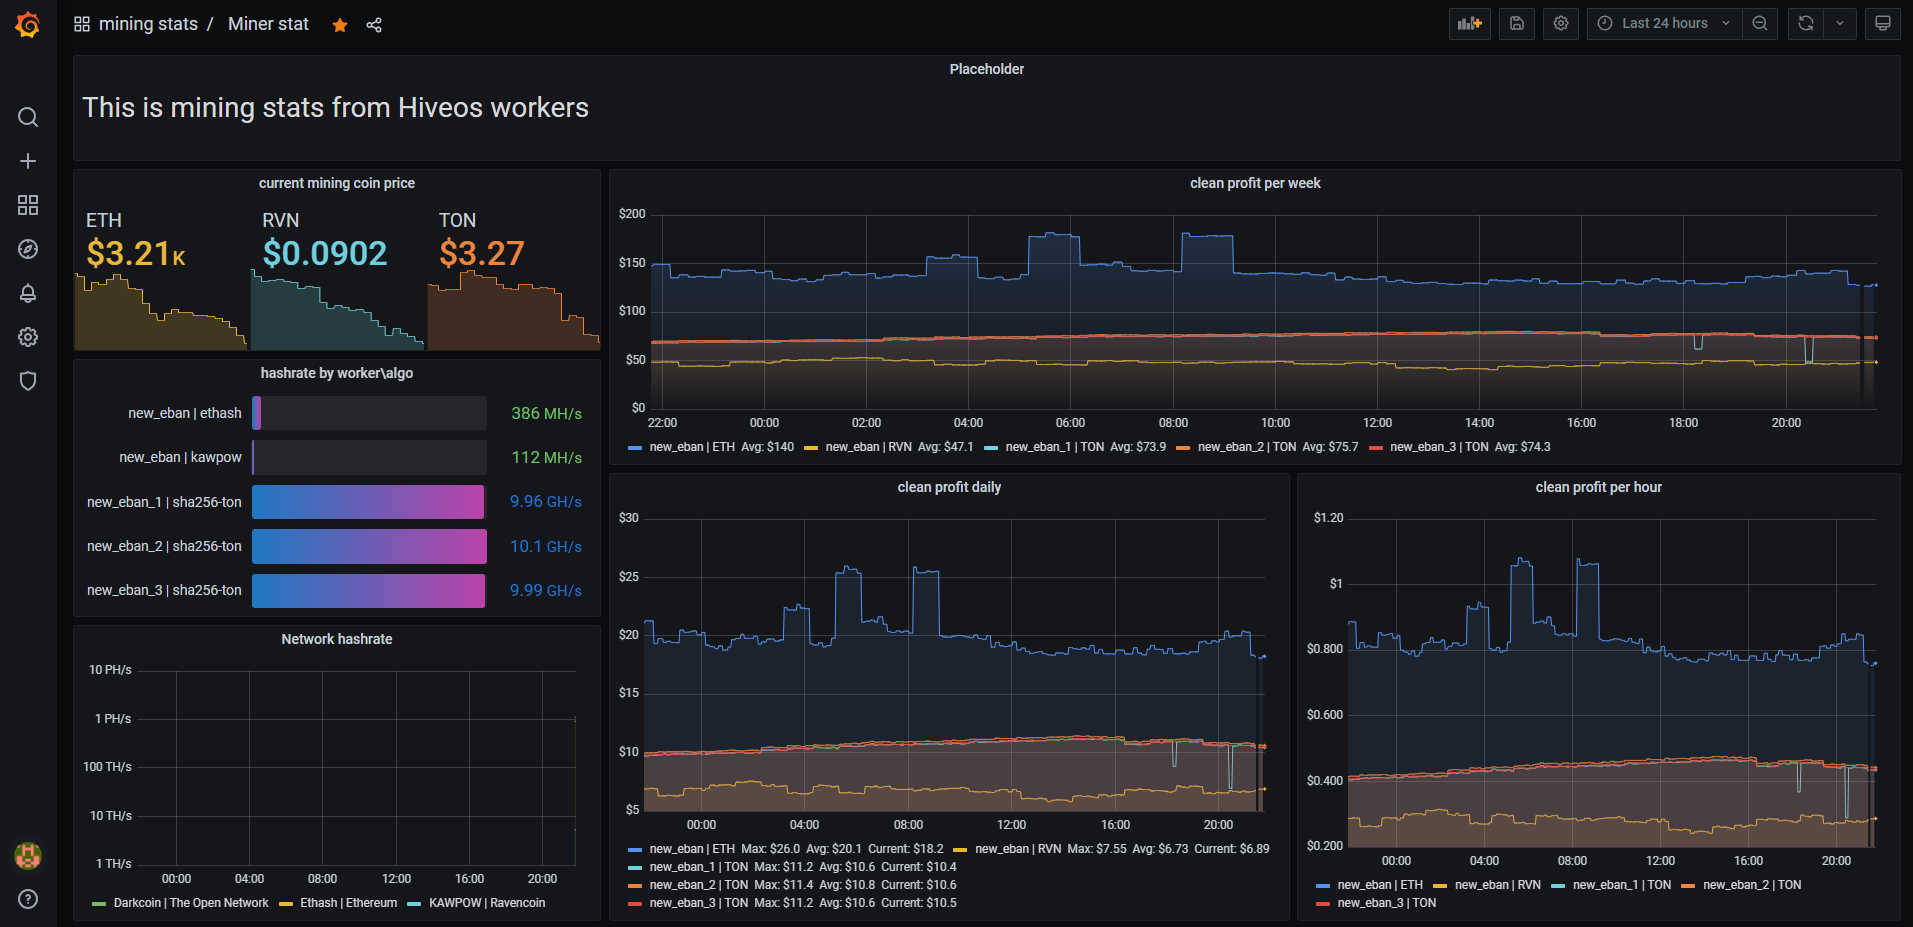 mining stats / Miner stat
Last 24 hours
Placeholder
This is mining stats from Hiveos workers
current mining coin price
ETH
$3.21K
RVN
$0.0902
TON
$3.27
hashrate by worker\algo
new_eban | ethash 386 MH/s
new_eban | kawpow 112 MH/s
new_eban_1 | sha256-ton 9.96 GH/s
new_eban_2 | sha256-ton 10.1 GH/s
new_eban_3 | sha256-ton 9.99 GH/s
Network hashrate
10 PH/s
1 PH/s
100 TH/s
10 TH/s
1 TH/s
00:00 04:00 08:00 12:00 16:00 20:00
Darkcoin | The Open Network Ethash | Ethereum KAWPOW | Ravencoin
clean profit per week
$200
$150
$100
$50
$0
22:00 00:00 02:00 04:00 06:00 08:00 10:00 12:00 14:00 16:00 18:00 20:00
new_eban | ETH Avg: $140 new_eban | RVN Avg: $47.1 new_eban_1 | TON Avg: $73.9 new_eban_2 | TON Avg: $75.7 new_eban_3 | TON Avg: $74.3
clean profit daily
$30
$25
$20
$15
$10
$5
00:00 04:00 08:00 12:00 16:00 20:00
new_eban | ETH Max: $26.0 Avg: $20.1 Current: $18.2 new_eban | RVN Max: $7.55 Avg: $6.73 Current: $6.89
new_eban_1 | TON Max: $11.2 Avg: $10.6 Current: $10.4
new_eban_2 | TON Max: $11.4 Avg: $10.8 Current: $10.6
new_eban_3 | TON Max: $11.2 Avg: $10.6 Current: $10.5
clean profit per hour
$1.20
$1
$0.800
$0.600
$0.400
$0.200
00:00 04:00 08:00 12:00 16:00 20:00
new_eban | ETH new_eban | RVN new_eban_1 | TON new_eban_2 | TON
new_eban_3 | TON